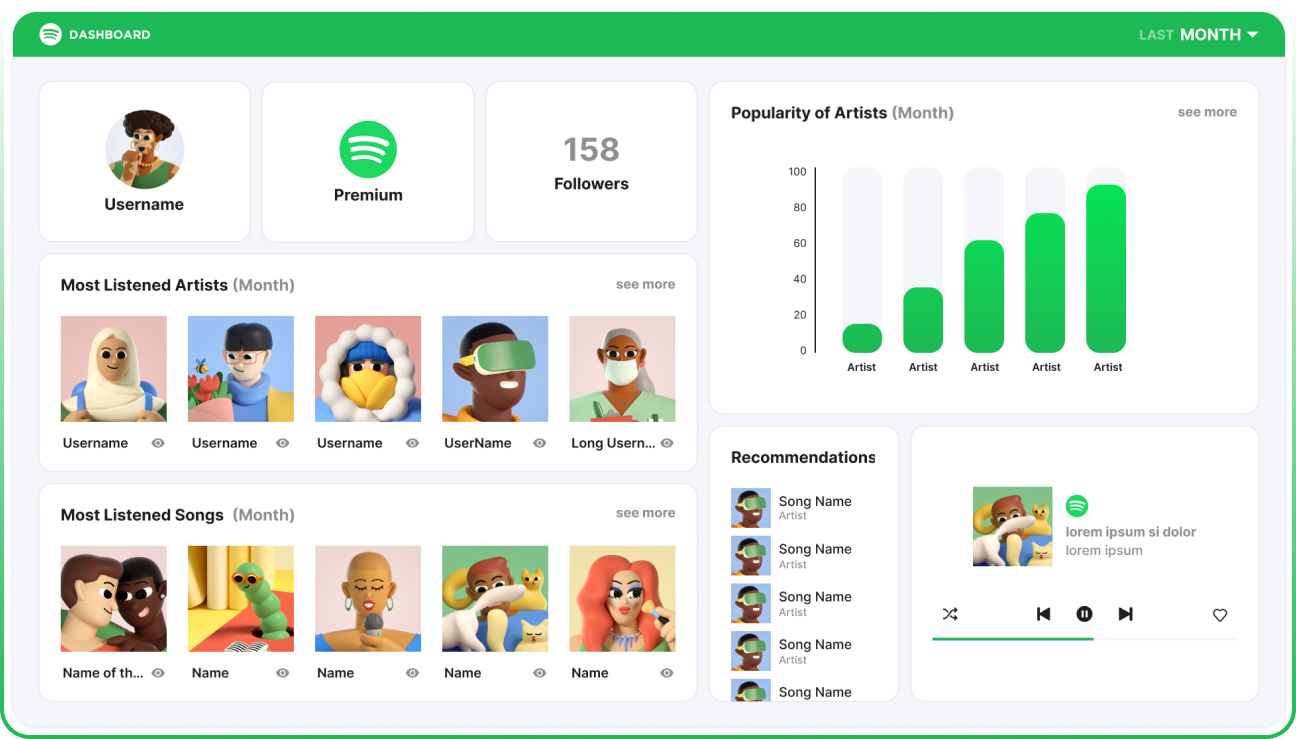 DASHBOARD
LAST MONTH
Username
Premium
158
Followers
Most Listened Artists (Month)
see more
Username
Username
Username
UserName
Long Usern...
Most Listened Songs (Month)
see more
Name of th...
Name
Name
Name
Name
Popularity of Artists (Month)
see more
100
80
60
40
20
0
Artist
Artist
Artist
Artist
Artist
Recommendations
Song Name
Artist
Song Name
Artist
Song Name
Artist
Song Name
Artist
Song Name
lorem ipsum si dolor
lorem ipsum